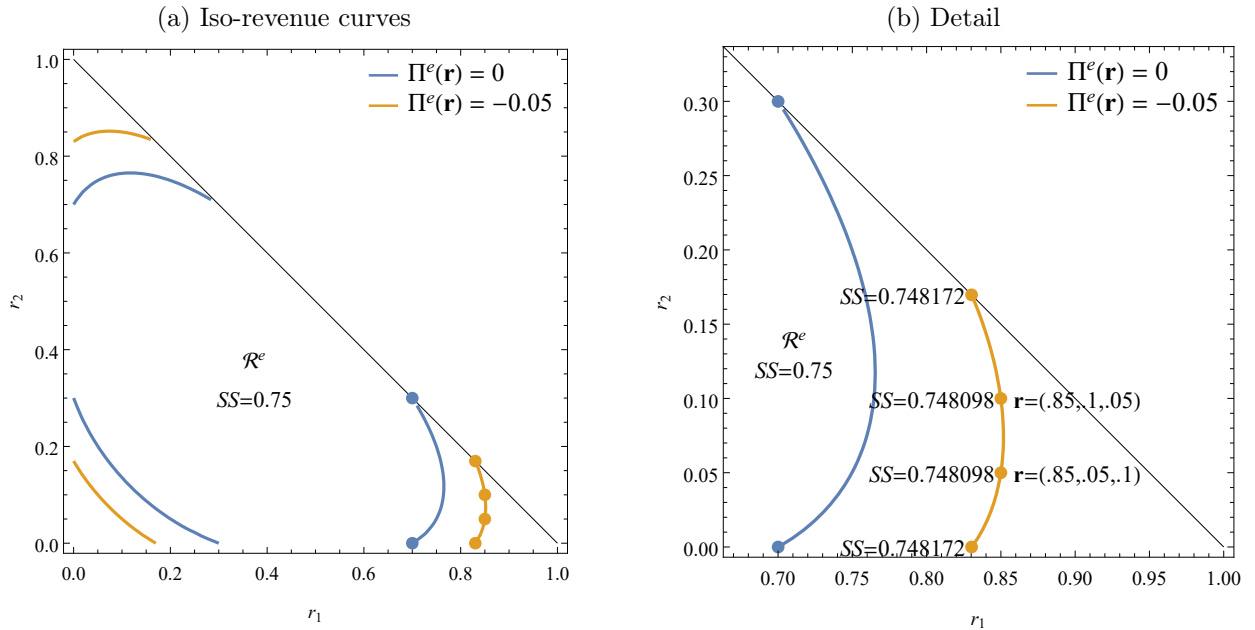 (a) Iso-revenue curves
Πᵉ(r) = 0
Πᵉ(r) = −0.05
1.0
0.8
0.6
0.4
0.2
0.0
r₂
ℛᵉ
SS=0.75
0.0 0.2 0.4 0.6 0.8 1.0
r₁
(b) Detail
Πᵉ(r) = 0
Πᵉ(r) = −0.05
0.30
0.25
0.20
0.15
0.10
0.05
0.00
r₂
SS=0.748172
ℛᵉ
SS=0.75
SS=0.748098 r=(.85,.1,.05)
SS=0.748098 r=(.85,.05,.1)
SS=0.748172
0.70 0.75 0.80 0.85 0.90 0.95 1.00
r₁